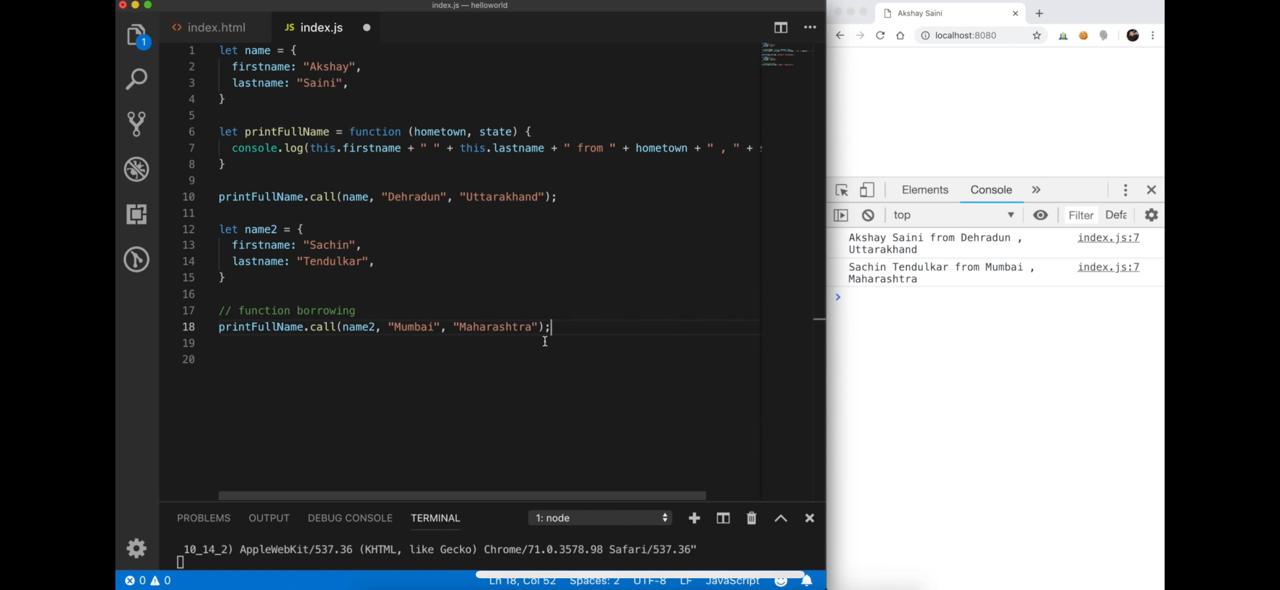 index.js — helloworld
index.html
JS index.js
1
1 let name = {
2 firstname: "Akshay",
3 lastname: "Saini",
4 }
5
6 let printFullName = function (hometown, state) {
7 console.log(this.firstname + " " + this.lastname + " from " + hometown + " , " + s
8 }
9
10 printFullName.call(name, "Dehradun", "Uttarakhand");
11
12 let name2 = {
13 firstname: "Sachin",
14 lastname: "Tendulkar",
15 }
16
17 // function borrowing
18 printFullName.call(name2, "Mumbai", "Maharashtra");
19
20
PROBLEMS OUTPUT DEBUG CONSOLE TERMINAL 1: node
10_14_2) AppleWebKit/537.36 (KHTML, like Gecko) Chrome/71.0.3578.98 Safari/537.36"
0 0 Ln 18, Col 52 Spaces: 2 UTF-8 LF JavaScript
Akshay Saini
localhost:8080
Elements Console
top Filter Defa
Akshay Saini from Dehradun , index.js:7
Uttarakhand
Sachin Tendulkar from Mumbai , index.js:7
Maharashtra